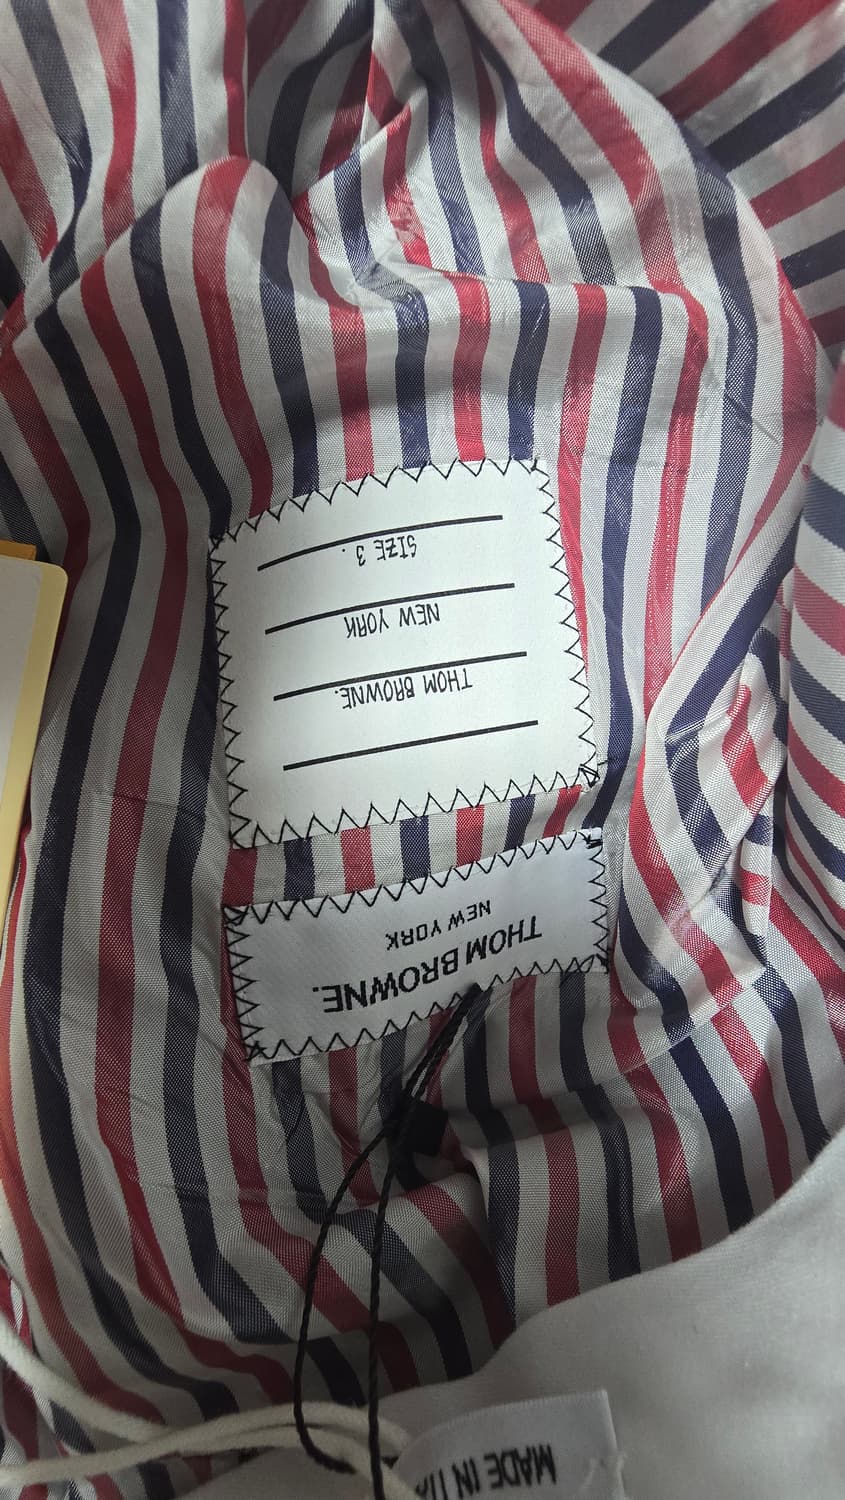 MADE IN
THOM BROWNE.
NEW YORK
THOM BROWNE.
NEW YORK
SIZE 3 .